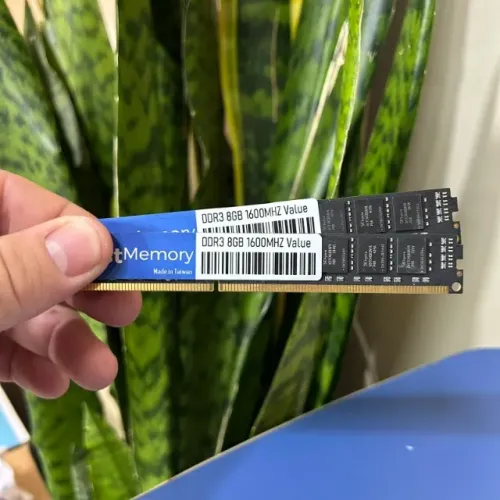 DDR3 8GB 1600MHZ Value
DDR3 8GB 1600MHZ Value
tMemory
Made in Taiwan